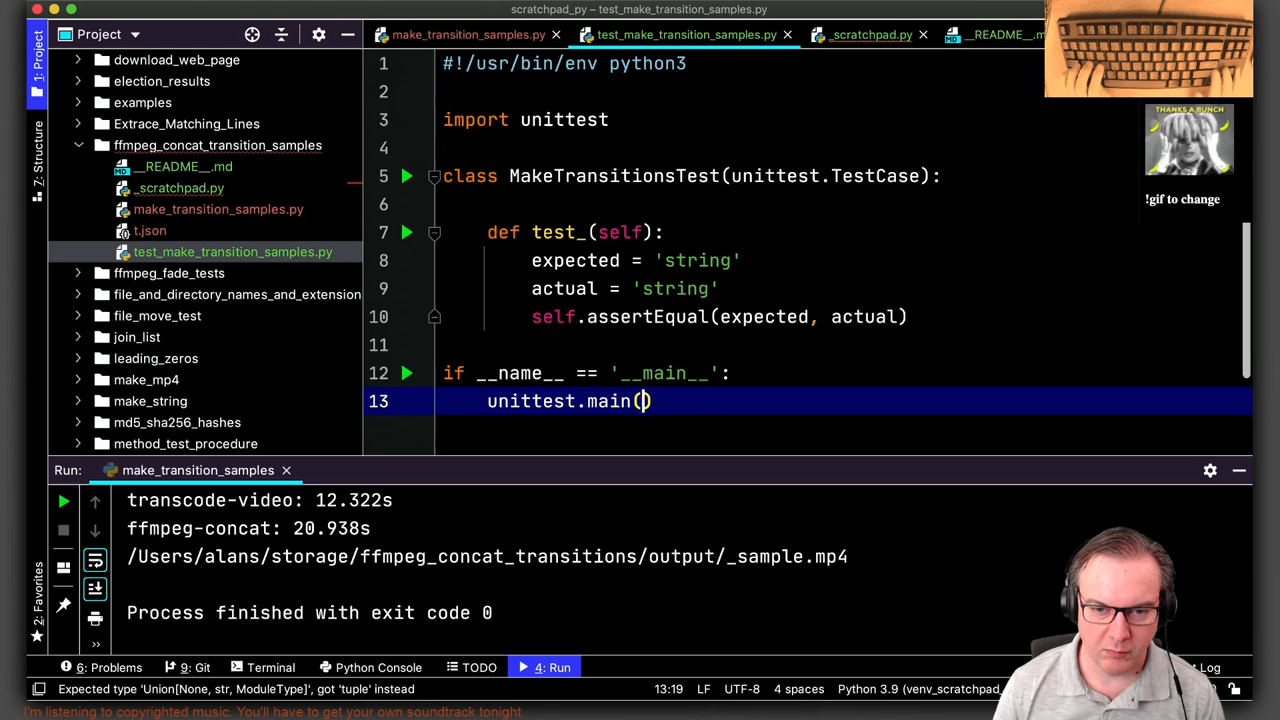 scratchpad_py – test_make_transition_samples.py
Project
make_transition_samples.py
test_make_transition_samples.py
_scratchpad.py
__README__.m
1: Project
7: Structure
2: Favorites
download_web_page
election_results
examples
Extrace_Matching_Lines
ffmpeg_concat_transition_samples
__README__.md
_scratchpad.py
make_transition_samples.py
t.json
test_make_transition_samples.py
ffmpeg_fade_tests
file_and_directory_names_and_extension
file_move_test
join_list
leading_zeros
make_mp4
make_string
md5_sha256_hashes
method_test_procedure
1 #!/usr/bin/env python3
2
3 import unittest
4
5 class MakeTransitionsTest(unittest.TestCase):
6
7 def test_(self):
8 expected = 'string'
9 actual = 'string'
10 self.assertEqual(expected, actual)
11
12 if __name__ == '__main__':
13 unittest.main()
THANKS A BUNCH
!gif to change
Run: make_transition_samples
transcode-video: 12.322s
ffmpeg-concat: 20.938s
/Users/alans/storage/ffmpeg_concat_transitions/output/_sample.mp4
Process finished with exit code 0
6: Problems
9: Git
Terminal
Python Console
TODO
4: Run
Log
Expected type 'Union[None, str, ModuleType]', got 'tuple' instead
13:19 LF UTF-8 4 spaces Python 3.9 (venv_scratchpad_
I'm listening to copyrighted music. You'll have to get your own soundtrack tonight